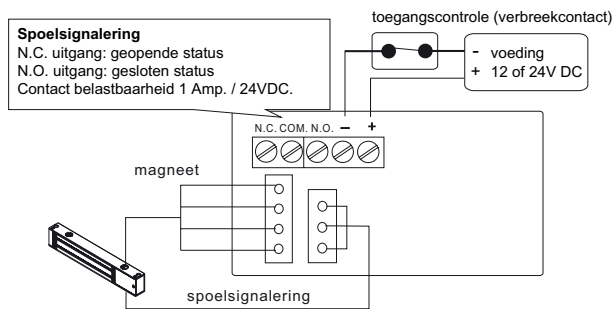 toegangscontrole (verbreekcontact)
Spoelsignalering
N.C. uitgang: geopende status
N.O. uitgang: gesloten status
Contact belastbaarheid 1 Amp. / 24VDC.
- voeding
+ 12 of 24V DC
N.C. COM. N.O. − +
magneet
spoelsignalering